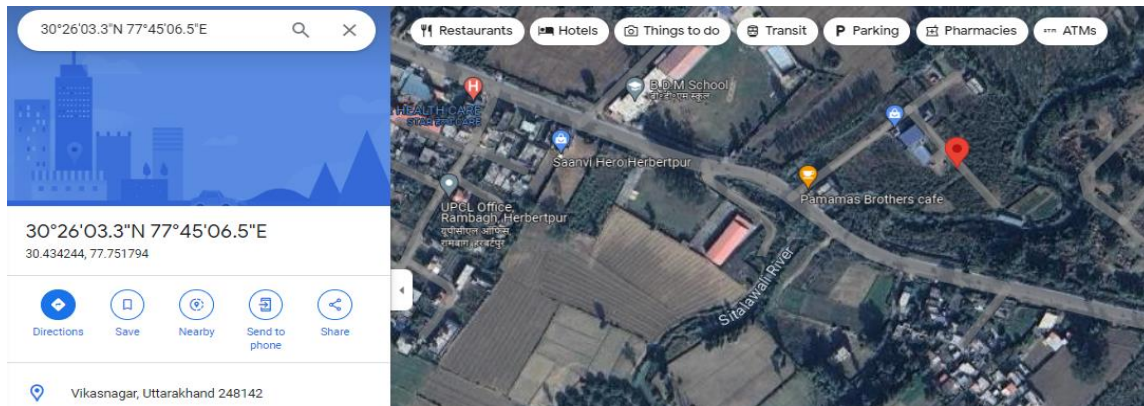 30°26'03.3"N 77°45'06.5"E
Restaurants
Hotels
Things to do
Transit
P Parking
Pharmacies
ATMs
30°26'03.3"N 77°45'06.5"E
30.434244, 77.751794
Directions
Save
Nearby
Send to
phone
Share
Vikasnagar, Uttarakhand 248142
H
HEALTH CARE
B.D.M School
बी.डी.एम स्कूल
Saanvi Hero Herbertpur
UPCL Office,
Rambagh, Herbertpur
यूपीसीएल ऑफिस,
रामबाग, हरबर्टपुर
Pamamas Brothers cafe
Sitalawali River